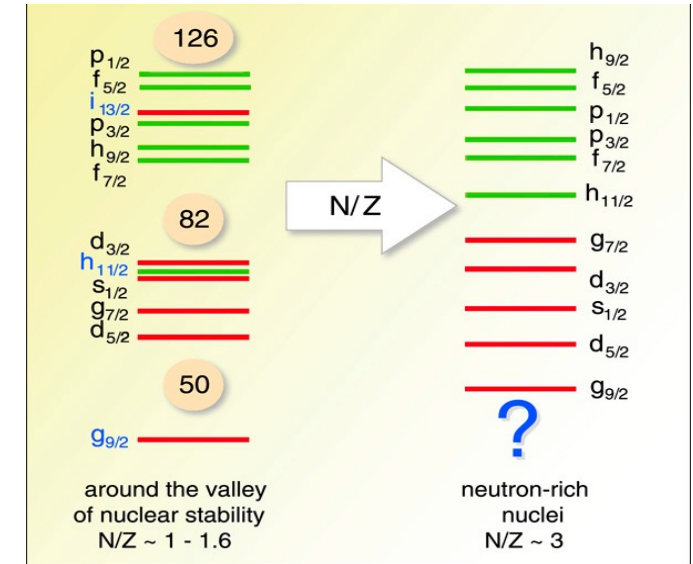 126
p1/2
f5/2
i13/2
p3/2
h9/2
f7/2
82
d3/2
h11/2
s1/2
g7/2
d5/2
50
g9/2
around the valley
of nuclear stability
N/Z ~ 1 - 1.6
N/Z
h9/2
f5/2
p1/2
p3/2
f7/2
h11/2
g7/2
d3/2
s1/2
d5/2
g9/2
?
neutron-rich
nuclei
N/Z ~ 3